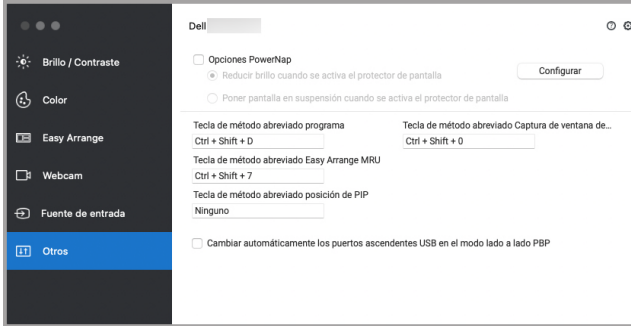 Dell
Brillo / Contraste
Color
Easy Arrange
Webcam
Fuente de entrada
Otros
Opciones PowerNap
Reducir brillo cuando se activa el protector de pantalla
Configurar
Poner pantalla en suspensión cuando se activa el protector de pantalla
Tecla de método abreviado programa
Tecla de método abreviado Captura de ventana de...
Ctrl + Shift + D
Ctrl + Shift + 0
Tecla de método abreviado Easy Arrange MRU
Ctrl + Shift + 7
Tecla de método abreviado posición de PIP
Ninguno
Cambiar automáticamente los puertos ascendentes USB en el modo lado a lado PBP